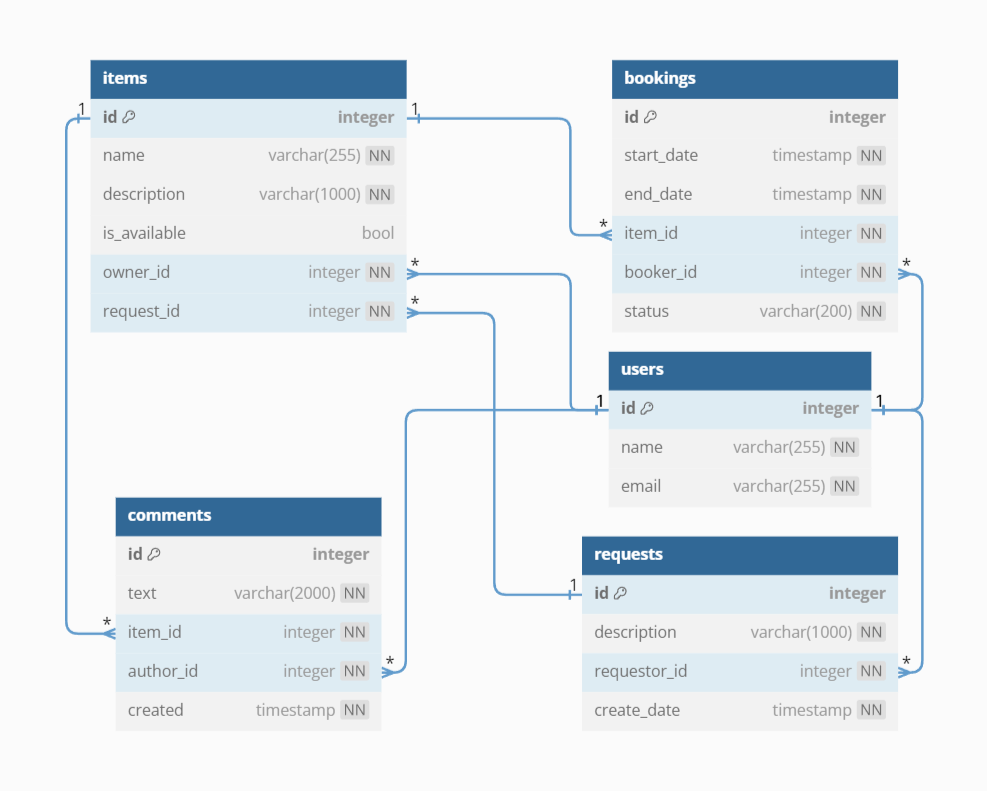 items
1 id integer 1
name varchar(255) NN
description varchar(1000) NN
is_available bool
owner_id integer NN *
request_id integer NN *
bookings
id integer
start_date timestamp NN
end_date timestamp NN
* item_id integer NN
booker_id integer NN *
status varchar(200) NN
users
1 id integer 1
name varchar(255) NN
email varchar(255) NN
comments
id integer
text varchar(2000) NN
* item_id integer NN
author_id integer NN *
created timestamp NN
requests
1 id integer
description varchar(1000) NN
requestor_id integer NN *
create_date timestamp NN